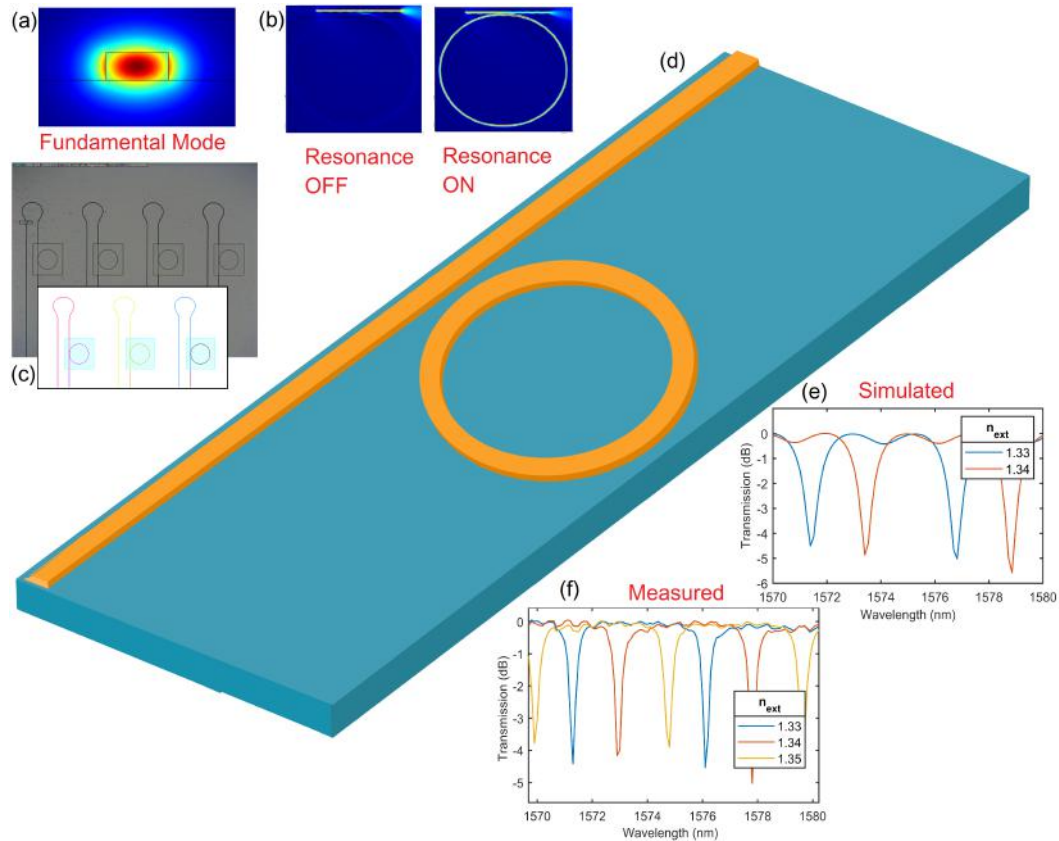 (a)
Fundamental Mode
(b)
Resonance
OFF
Resonance
ON
(c)
(d)
(e)
Simulated
n_ext
1.33
1.34
0
-1
-2
-3
-4
-5
-6
Transmission (dB)
1570 1572 1574 1576 1578 1580
Wavelength (nm)
(f)
Measured
n_ext
1.33
1.34
1.35
0
-1
-2
-3
-4
-5
Transmission (dB)
1570 1572 1574 1576 1578 1580
Wavelength (nm)